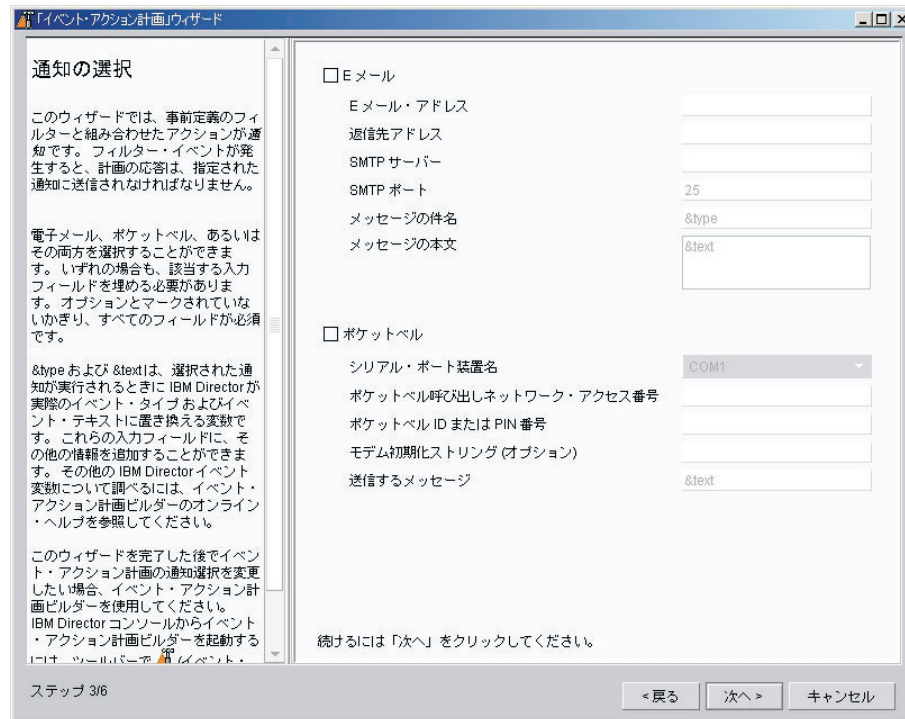 「イベント・アクション計画」ウィザード
通知の選択
このウィザードでは、事前定義のフィ
ルターと組み合わせたアクションが通
知です。フィルター・イベントが発
生すると、計画の応答は、指定された
通知に送信されなければなりません。
電子メール、ポケットベル、あるいは
その両方を選択することができま
す。いずれの場合も、該当する入力
フィールドを埋める必要がありま
す。オプションとマークされていな
いかぎり、すべてのフィールドが必須
です。
&type および &textは、選択された通
知が実行されるときに IBM Director が
実際のイベント・タイプ およびイベ
ント・テキストに置き換える変数で
す。これらの入力フィールドに、そ
の他の情報を追加することができま
す。その他の IBM Director イベント
変数について調べるには、イベント・
アクション計画ビルダーのオンライン
・ヘルプを参照してください。
このウィザードを完了した後でイベン
ト・アクション計画の通知選択を変更
したい場合、イベント・アクション計
画ビルダーを使用してください。
IBM Director コンソールからイベント
・アクション計画ビルダーを起動する
には、ツールバーで (イベント・
Eメール
Eメール・アドレス
返信先アドレス
SMTP サーバー
SMTP ポート 25
メッセージの件名 &type
メッセージの本文 &text
ポケットベル
シリアル・ポート装置名 COM1
ポケットベル呼び出しネットワーク・アクセス番号
ポケットベル ID または PIN 番号
モデム初期化ストリング (オプション)
送信するメッセージ &text
続けるには「次へ」をクリックしてください。
ステップ 3/6
<戻る 次へ> キャンセル